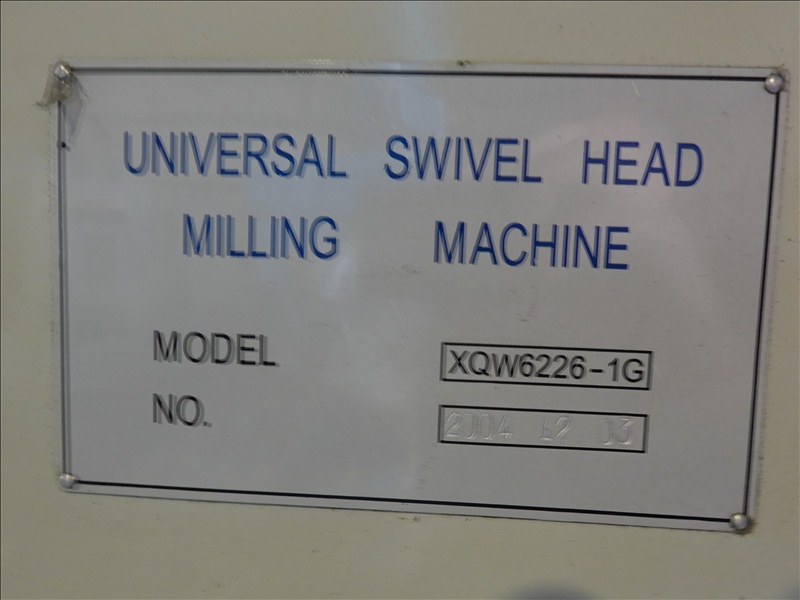 UNIVERSAL SWIVEL HEAD
MILLING MACHINE
MODEL XQW6226-1G
NO. 2004 12 03